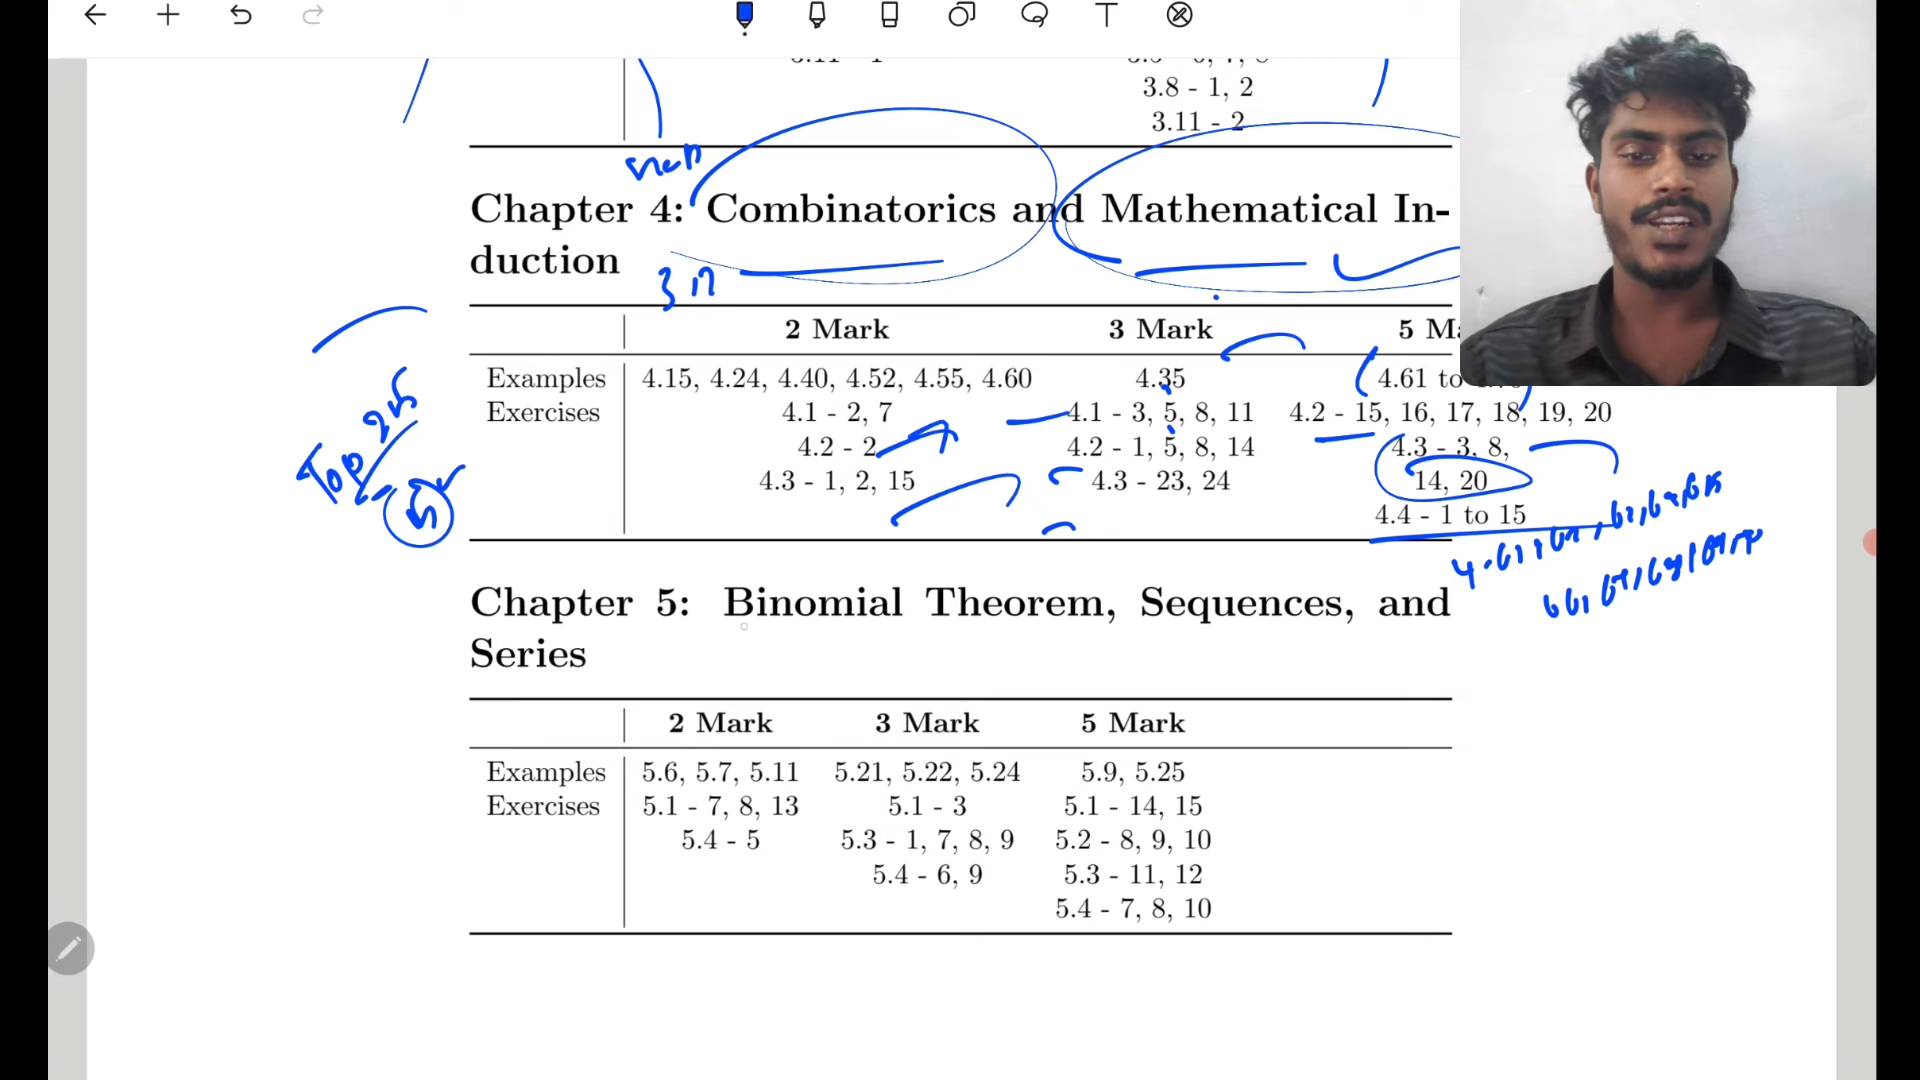 3.8 - 1, 2
3.11 - 2
Chapter 4: Combinatorics and Mathematical In-
duction
3 M
2 Mark 3 Mark 5
Examples 4.15, 4.24, 4.40, 4.52, 4.55, 4.60 4.35 4.61 to
Exercises 4.1 - 2, 7 4.1 - 3, 5, 8, 11 4.2 - 15, 16, 17, 18, 19, 20
4.2 - 2 4.2 - 1, 5, 8, 14 4.3 - 3, 8,
4.3 - 1, 2, 15 4.3 - 23, 24 14, 20
4.4 - 1 to 15
Top 25
5
Chapter 5: Binomial Theorem, Sequences, and
Series
2 Mark 3 Mark 5 Mark
Examples 5.6, 5.7, 5.11 5.21, 5.22, 5.24 5.9, 5.25
Exercises 5.1 - 7, 8, 13 5.1 - 3 5.1 - 14, 15
5.4 - 5 5.3 - 1, 7, 8, 9 5.2 - 8, 9, 10
5.4 - 6, 9 5.3 - 11, 12
5.4 - 7, 8, 10